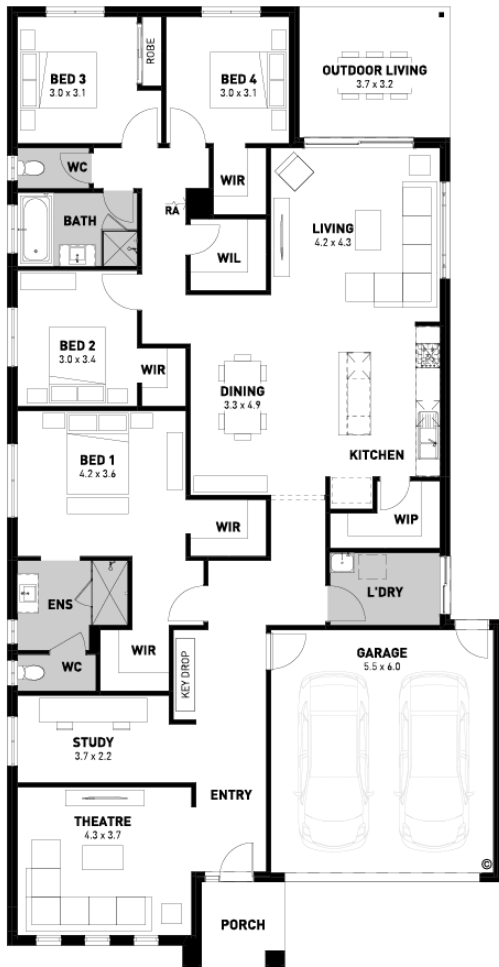 BED 3
3.0 x 3.1
ROBE
BED 4
3.0 x 3.1
OUTDOOR LIVING
3.7 x 3.2
WC
WIR
BATH
RA
LIVING
4.2 x 4.3
WIL
BED 2
3.0 x 3.4
WIR
DINING
3.3 x 4.9
KITCHEN
BED 1
4.2 x 3.6
WIR
WIP
ENS
L'DRY
WIR
WC
KEY DROP
GARAGE
5.5 x 6.0
STUDY
3.7 x 2.2
ENTRY
THEATRE
4.3 x 3.7
©
PORCH